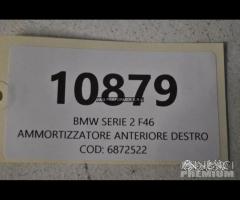 10879
BMW SERIE 2 F46
AMMORTIZZATORE ANTERIORE DESTRO
COD: 6872522
PREMIUM